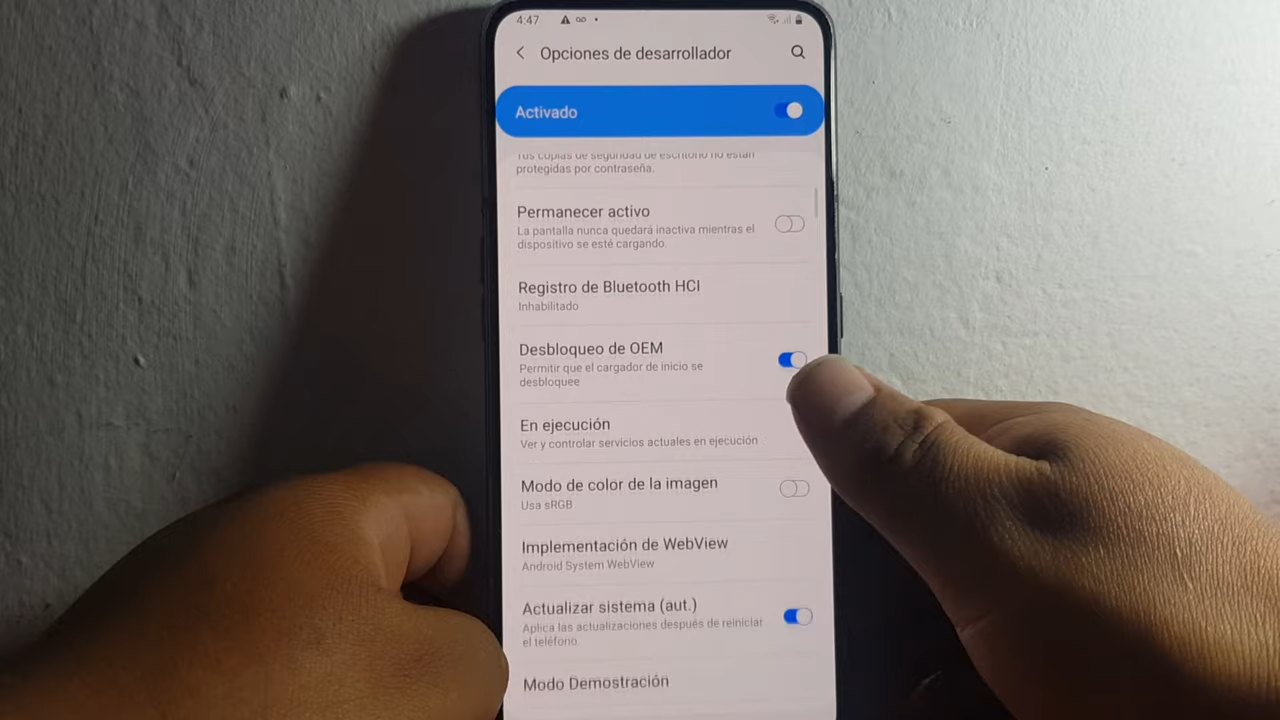 4:47
Opciones de desarrollador
Activado
Tus copias de seguridad de escritorio no están
protegidas por contraseña.
Permanecer activo
La pantalla nunca quedará inactiva mientras el
dispositivo se esté cargando.
Registro de Bluetooth HCI
Inhabilitado
Desbloqueo de OEM
Permitir que el cargador de inicio se
desbloquee
En ejecución
Ver y controlar servicios actuales en ejecución
Modo de color de la imagen
Usa sRGB
Implementación de WebView
Android System WebView
Actualizar sistema (aut.)
Aplica las actualizaciones después de reiniciar
el teléfono
Modo Demostración